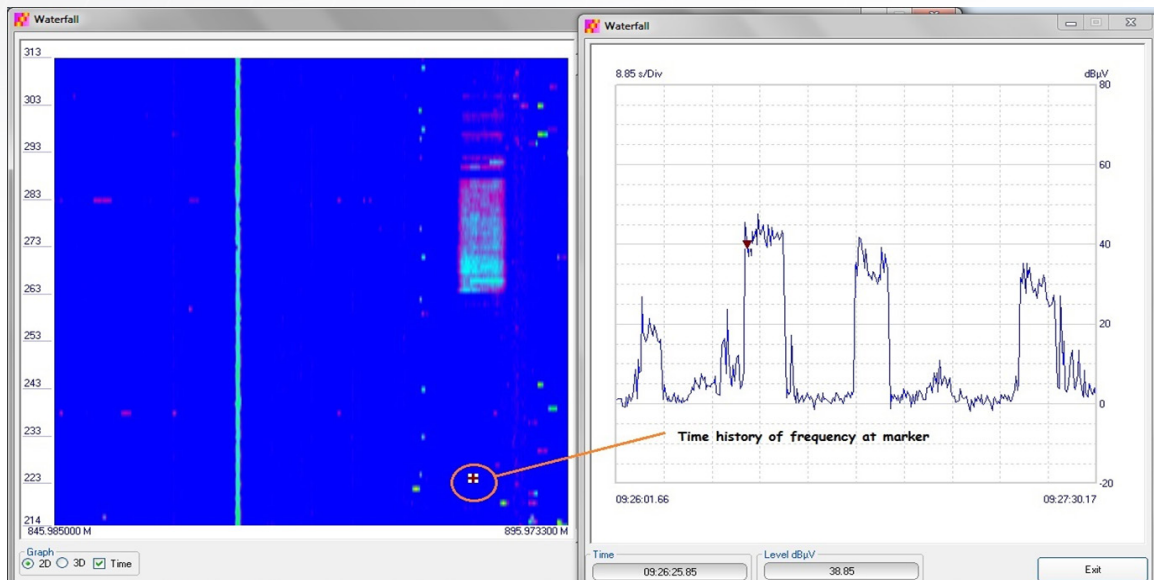 Waterfall
313
303
293
283
273
263
253
243
233
223
214
845.985000 M 895.973300 M
Graph
2D 3D Time
Waterfall
8.85 s/Div dBµV
80
60
40
20
0
-20
Time history of frequency at marker
09:26:01.66 09:27:30.17
Time Level dBµV
09:26:25.85 38.85 Exit